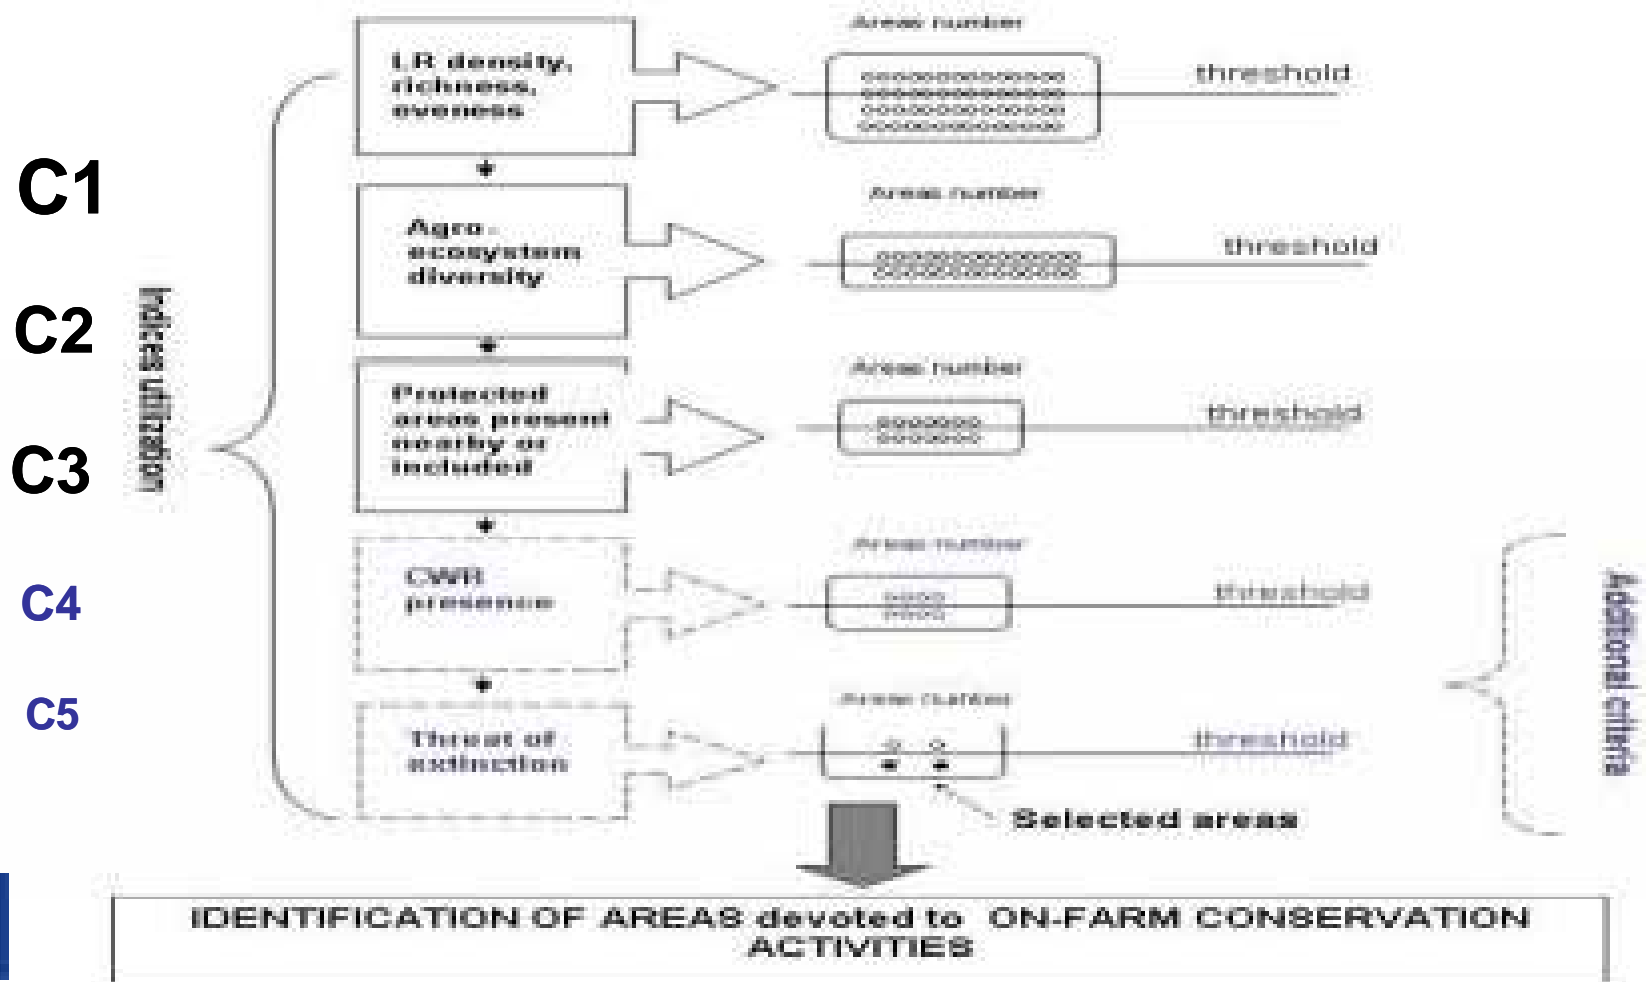 Areas number
LR density,
richness,
eveness
threshold
C1
Areas number
Agro-
ecosystem
diversity
threshold
C2
Indices utilization
Areas number
Protected
areas present
nearby or
included
threshold
C3
Areas number
CWR
presence
threshold
C4
Additional criteria
Areas number
C5
Threat of
extinction
threshold
Selected areas
IDENTIFICATION OF AREAS devoted to ON-FARM CONSERVATION
ACTIVITIES